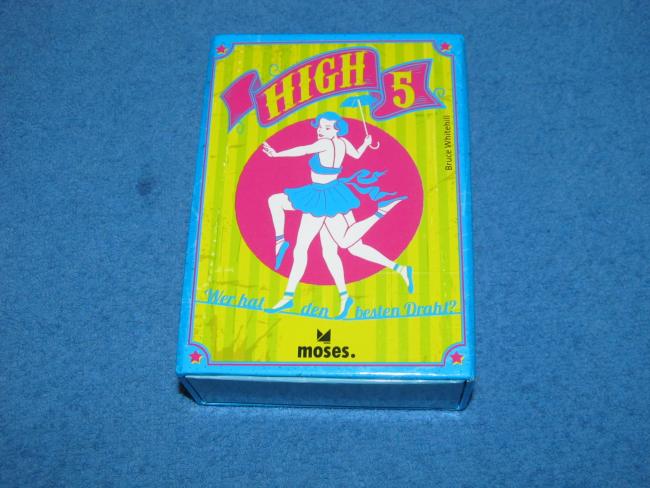 HIGH 5
Bruce Whitehill
Wer hat den besten Draht?
moses.